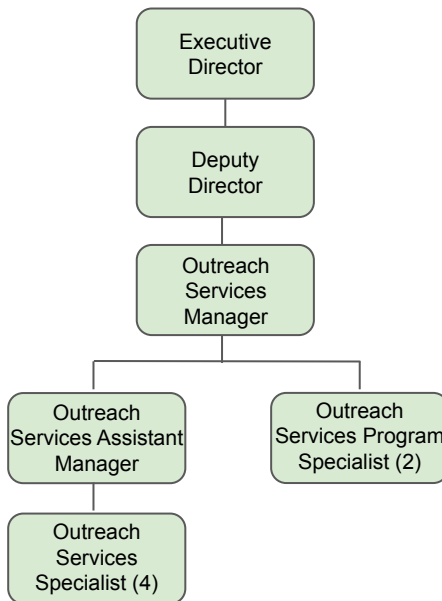 Executive
Director
Deputy
Director
Outreach
Services
Manager
Outreach
Services Assistant
Manager
Outreach
Services Program
Specialist (2)
Outreach
Services
Specialist (4)